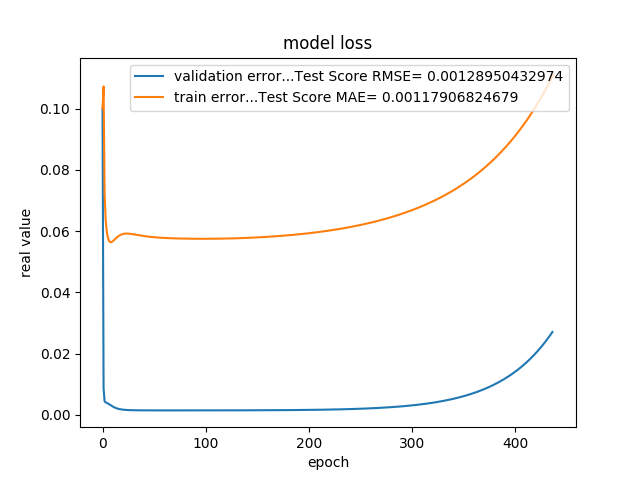 model loss
validation error...Test Score RMSE= 0.00128950432974
train error...Test Score MAE= 0.00117906824679
real value
0.10
0.08
0.06
0.04
0.02
0.00
0 100 200 300 400
epoch